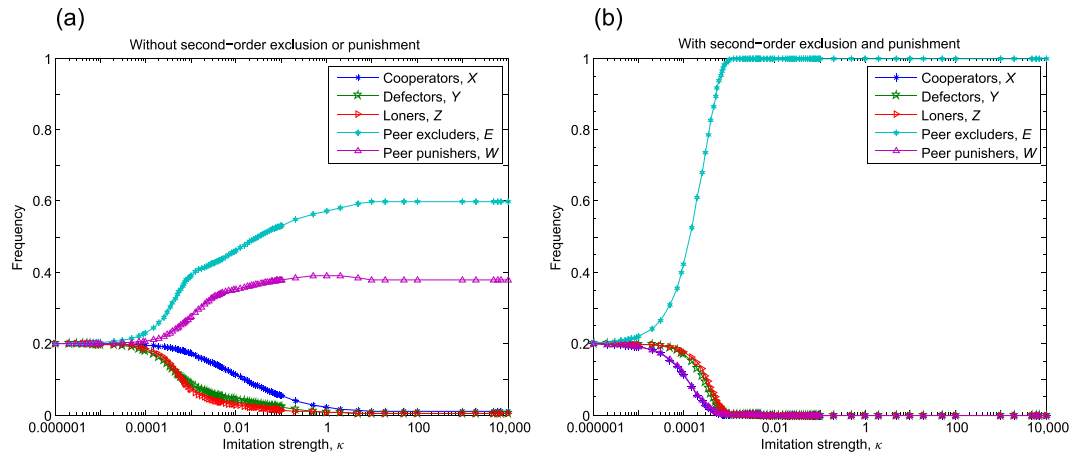 (a)
Without second−order exclusion or punishment
1
0.8
0.6
0.4
0.2
0
Frequency
Cooperators, X
Defectors, Y
Loners, Z
Peer excluders, E
Peer punishers, W
0.000001
0.0001
0.01
1
100
10,000
Imitation strength, κ
(b)
With second−order exclusion and punishment
1
0.8
0.6
0.4
0.2
0
Frequency
Cooperators, X
Defectors, Y
Loners, Z
Peer excluders, E
Peer punishers, W
0.000001
0.0001
0.01
1
100
10,000
Imitation strength, κ